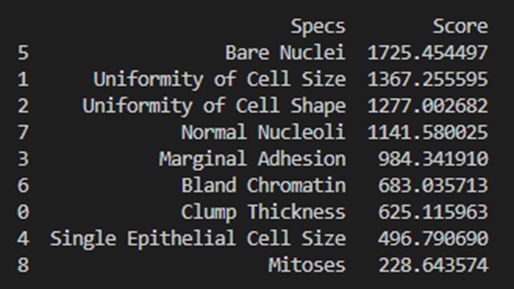 Specs Score
5 Bare Nuclei 1725.454497
1 Uniformity of Cell Size 1367.255595
2 Uniformity of Cell Shape 1277.002682
7 Normal Nucleoli 1141.580025
3 Marginal Adhesion 984.341910
6 Bland Chromatin 683.035713
0 Clump Thickness 625.115963
4 Single Epithelial Cell Size 496.790690
8 Mitoses 228.643574